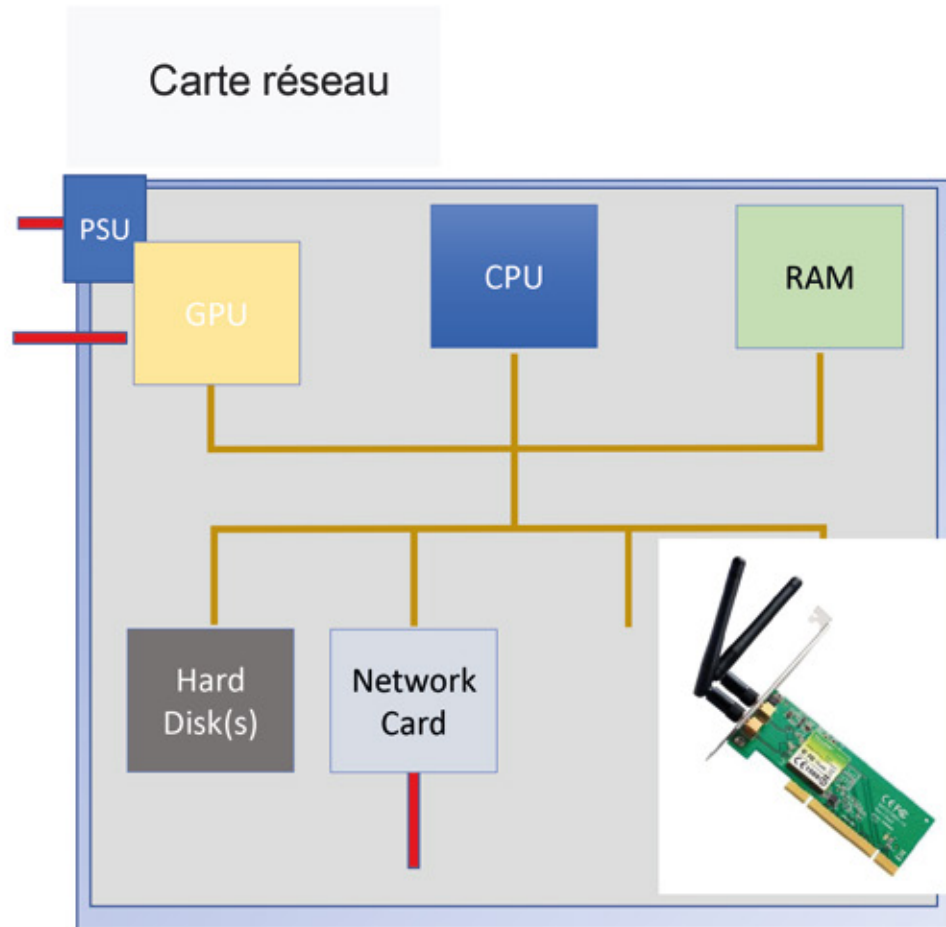 Carte réseau
PSU
GPU
CPU
RAM
Hard
Disk(s)
Network
Card